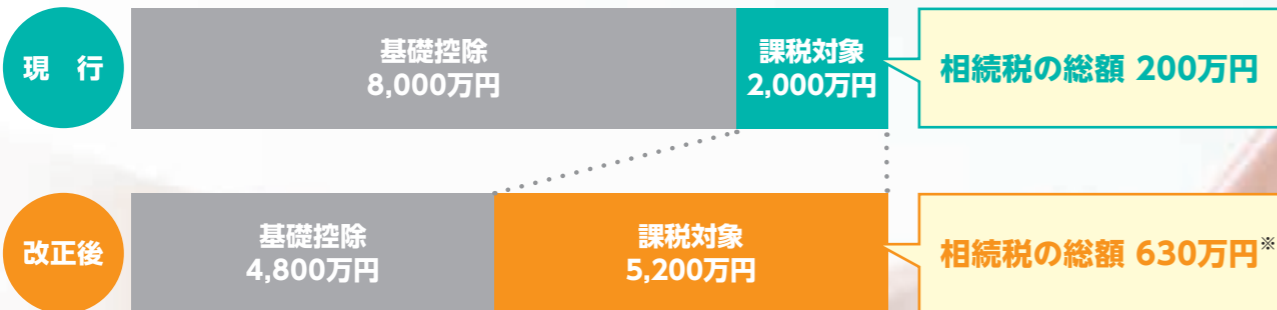 現 行
基礎控除
8,000万円
課税対象
2,000万円
相続税の総額 200万円
改正後
基礎控除
4,800万円
課税対象
5,200万円
相続税の総額 630万円※